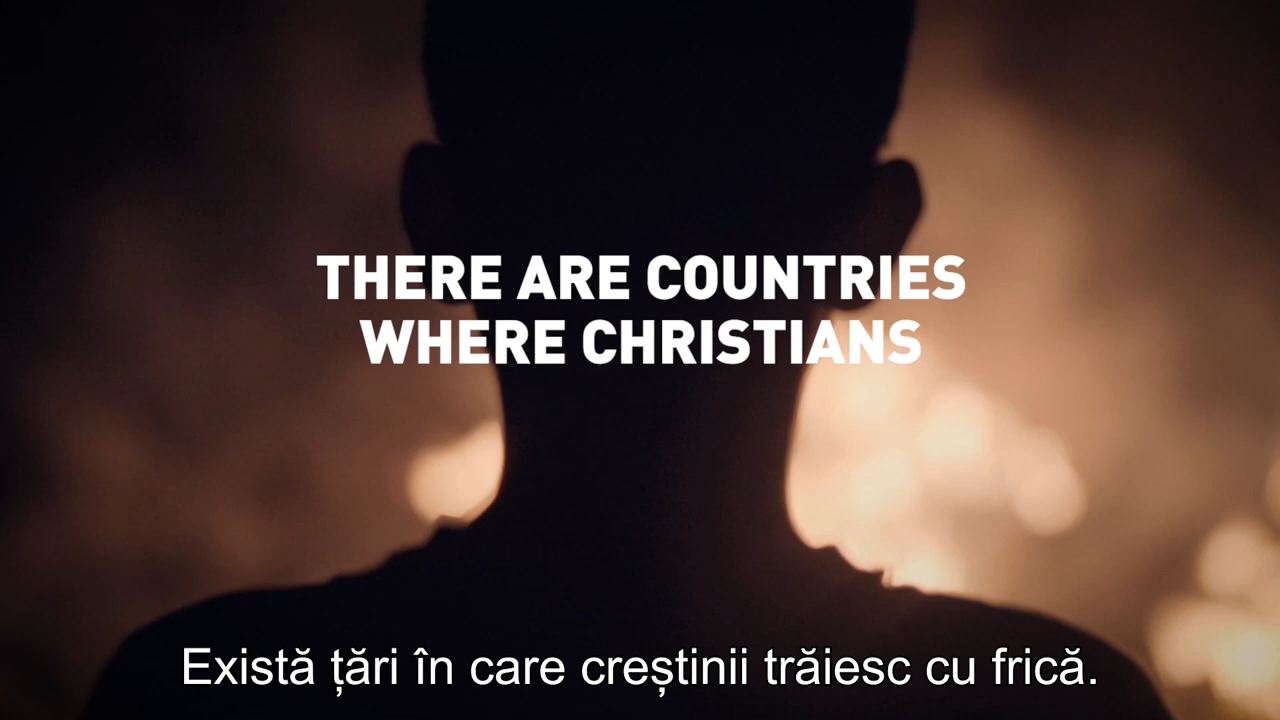 THERE ARE COUNTRIES
WHERE CHRISTIANS
Există țări în care creștinii trăiesc cu frică.